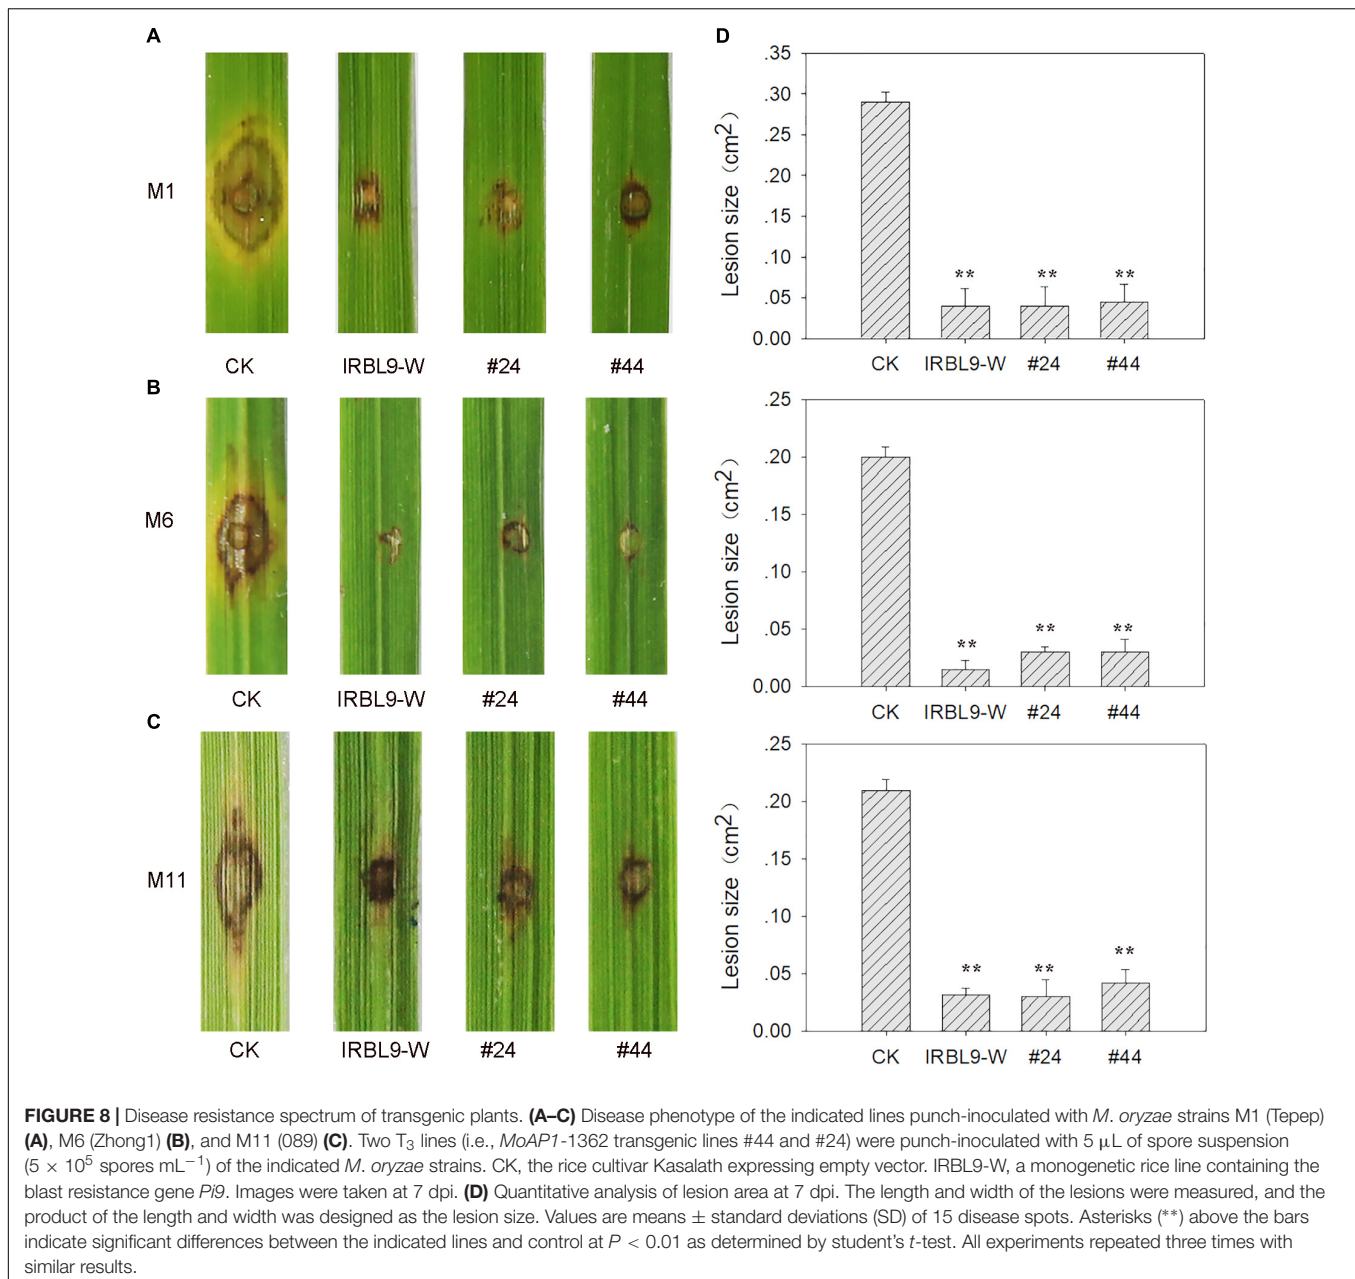 A
M1
CK IRBL9-W #24 #44
B
M6
CK IRBL9-W #24 #44
C
M11
CK IRBL9-W #24 #44
D
Lesion size (cm2)
.35
.30
.25
.20
.15
.10
.05
0.00
** ** **
CK IRBL9-W #24 #44
Lesion size (cm2)
.25
.20
.15
.10
.05
0.00
** ** **
CK IRBL9-W #24 #44
Lesion size (cm2)
.25
.20
.15
.10
.05
0.00
** ** **
CK IRBL9-W #24 #44
FIGURE 8 | Disease resistance spectrum of transgenic plants. (A–C) Disease phenotype of the indicated lines punch-inoculated with M. oryzae strains M1 (Tepep)
(A), M6 (Zhong1) (B), and M11 (089) (C). Two T3 lines (i.e., MoAP1-1362 transgenic lines #44 and #24) were punch-inoculated with 5 μL of spore suspension
(5 × 10⁵ spores mL⁻¹) of the indicated M. oryzae strains. CK, the rice cultivar Kasalath expressing empty vector. IRBL9-W, a monogenetic rice line containing the
blast resistance gene Pi9. Images were taken at 7 dpi. (D) Quantitative analysis of lesion area at 7 dpi. The length and width of the lesions were measured, and the
product of the length and width was designed as the lesion size. Values are means ± standard deviations (SD) of 15 disease spots. Asterisks (**) above the bars
indicate significant differences between the indicated lines and control at P < 0.01 as determined by student's t-test. All experiments repeated three times with
similar results.